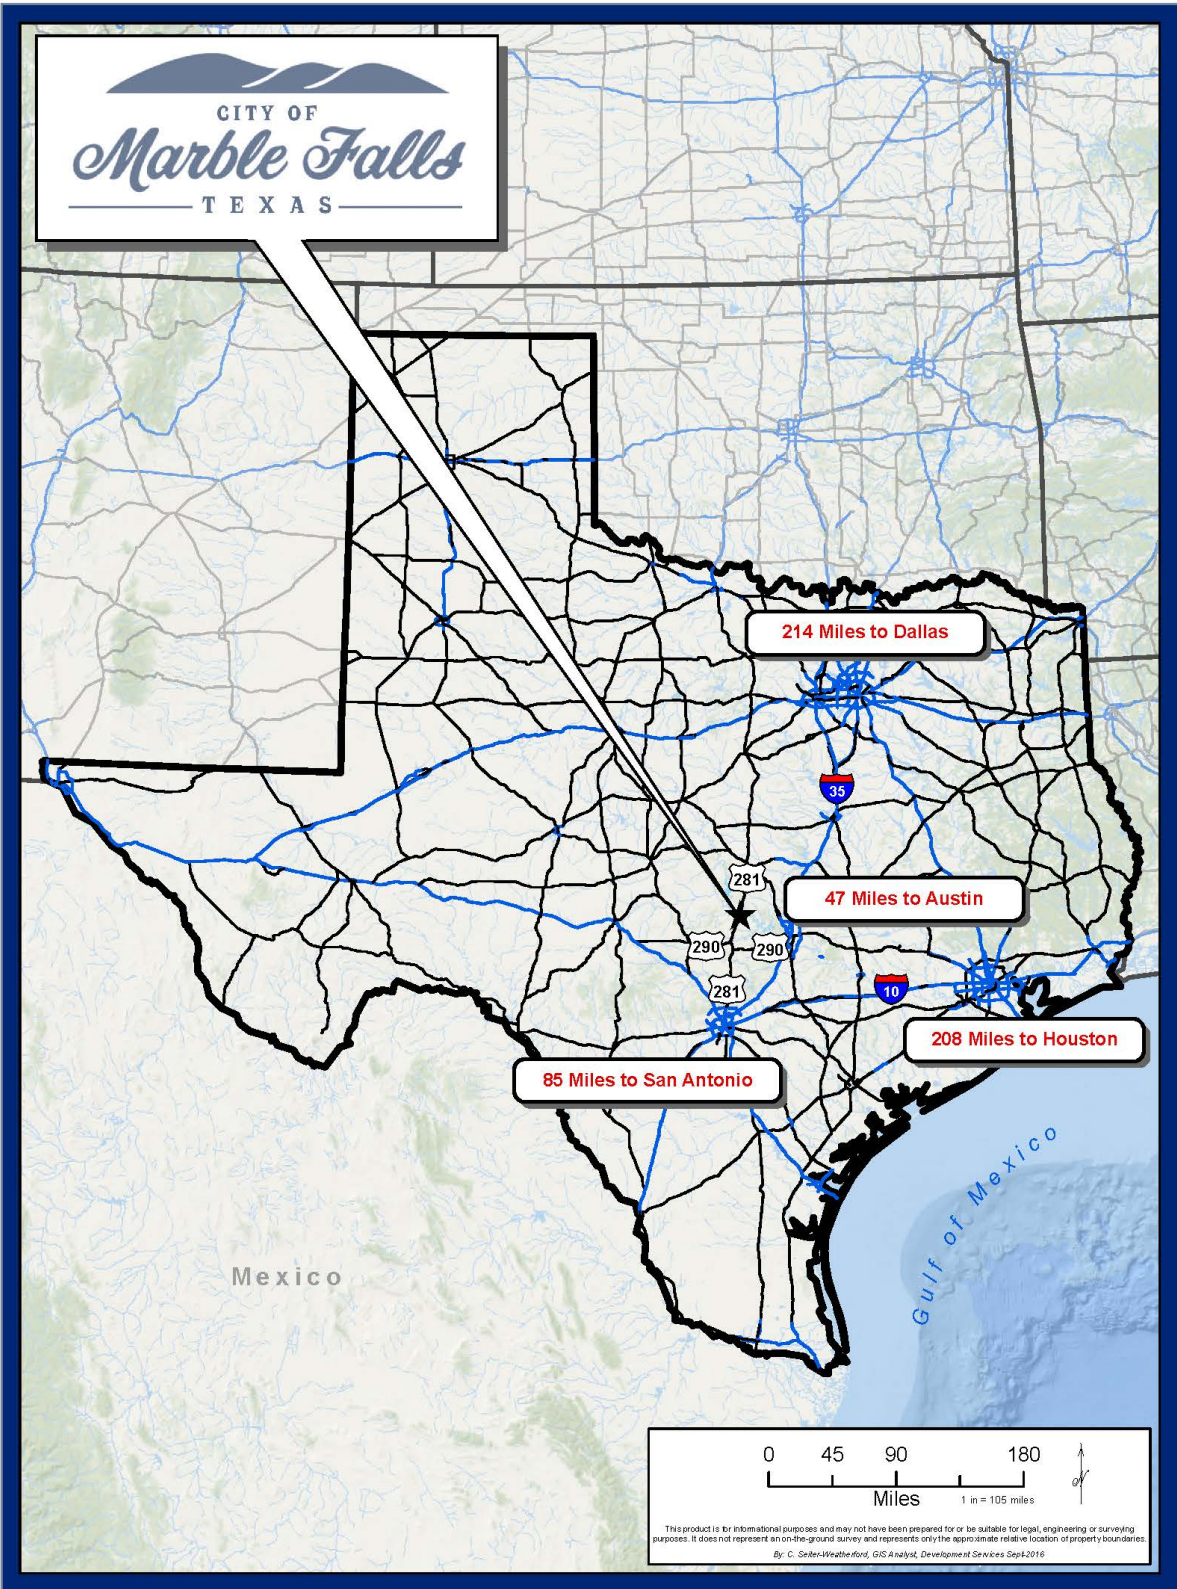 CITY OF
Marble Falls
TEXAS
214 Miles to Dallas
35
281
47 Miles to Austin
290
290
281
10
208 Miles to Houston
85 Miles to San Antonio
Gulf of Mexico
Mexico
0 45 90 180
Miles
1 in = 105 miles
N
This product is for informational purposes and may not have been prepared for or be suitable for legal, engineering or surveying
purposes. It does not represent an on-the-ground survey and represents only the approximate relative location of property boundaries.
By: C. Seiter-Weatherford, GIS Analyst, Development Services Sept-2016